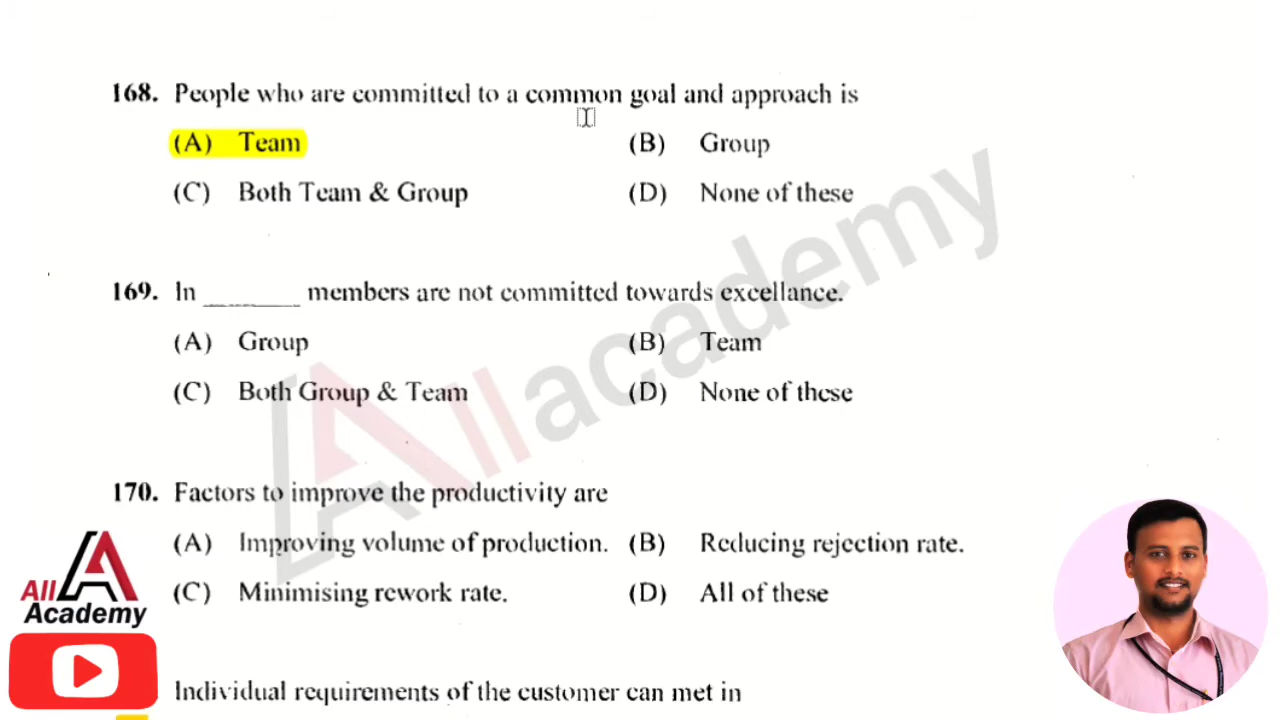 168. People who are committed to a common goal and approach is
(A) Team (B) Group
(C) Both Team & Group (D) None of these
169. In _______ members are not committed towards excellance.
(A) Group (B) Team
(C) Both Group & Team (D) None of these
170. Factors to improve the productivity are
(A) Improving volume of production. (B) Reducing rejection rate.
(C) Minimising rework rate. (D) All of these
Individual requirements of the customer can met in
All academy
All
Academy